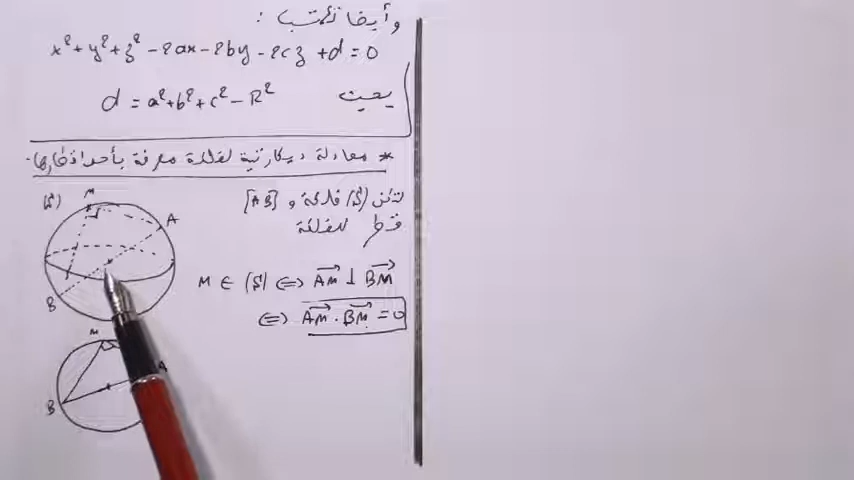 وأيضا تكتب :
x² + y² + z² - 2ax - 2by - 2cz + d = 0
بحيث d = a² + b² + c² - R²
* معادلة ديكارتية لفلكة معرفة بأحد أقطارها.
لتكن (S) فلكة و [AB]
قطر للفلكة
M ∈ (S) ⟺ AM⃗ ⊥ BM⃗
⟺ AM⃗ . BM⃗ = 0
(S)
M
A
B
M
A
B